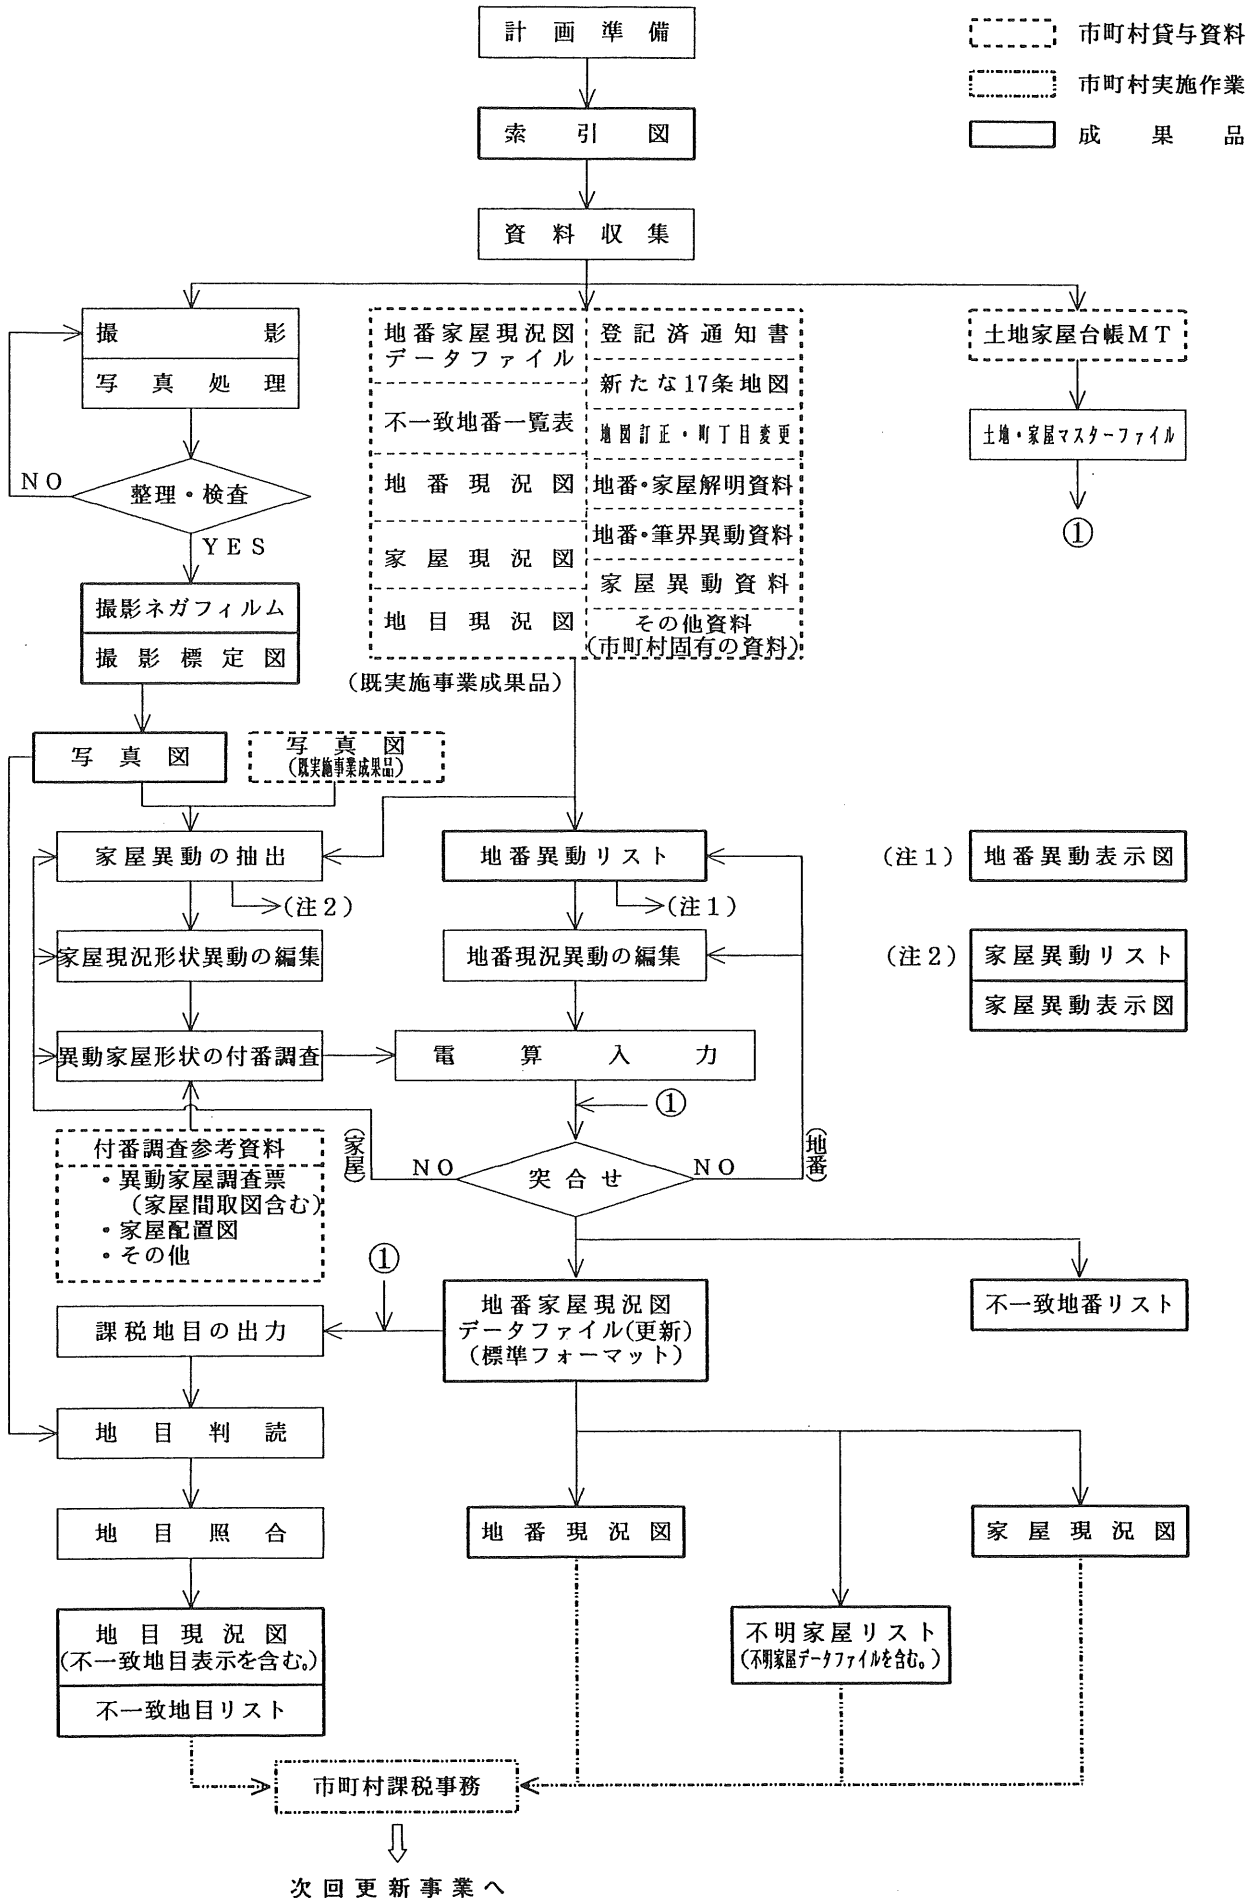 計画準備
市町村貸与資料
市町村実施作業
成果品
索引図
資料収集
撮影
写真処理
整理・検査
NO
YES
撮影ネガフィルム
撮影標定図
写真図
写真図
(既実施事業成果品)
地番家屋現況図
データファイル
不一致地番一覧表
地番現況図
家屋現況図
地目現況図
登記済通知書
新たな17条地図
地図訂正・町丁目変更
地番・家屋解明資料
地番・筆界異動資料
家屋異動資料
その他資料
(市町村固有の資料)
(既実施事業成果品)
土地家屋台帳MT
土地・家屋マスターファイル
①
家屋異動の抽出
(注2)
家屋現況形状異動の編集
異動家屋形状の付番調査
地番異動リスト
(注1)
地番現況異動の編集
電算入力
①
(注1)
地番異動表示図
(注2)
家屋異動リスト
家屋異動表示図
付番調査参考資料
・異動家屋調査票
(家屋間取図含む)
・家屋配置図
・その他
(家屋)
NO
突合せ
NO
(地番)
①
課税地目の出力
地番家屋現況図
データファイル(更新)
(標準フォーマット)
不一致地番リスト
地目判読
地目照合
地目現況図
(不一致地目表示を含む。)
不一致地目リスト
地番現況図
家屋現況図
不明家屋リスト
(不明家屋データファイルを含む。)
市町村課税事務
次回更新事業へ